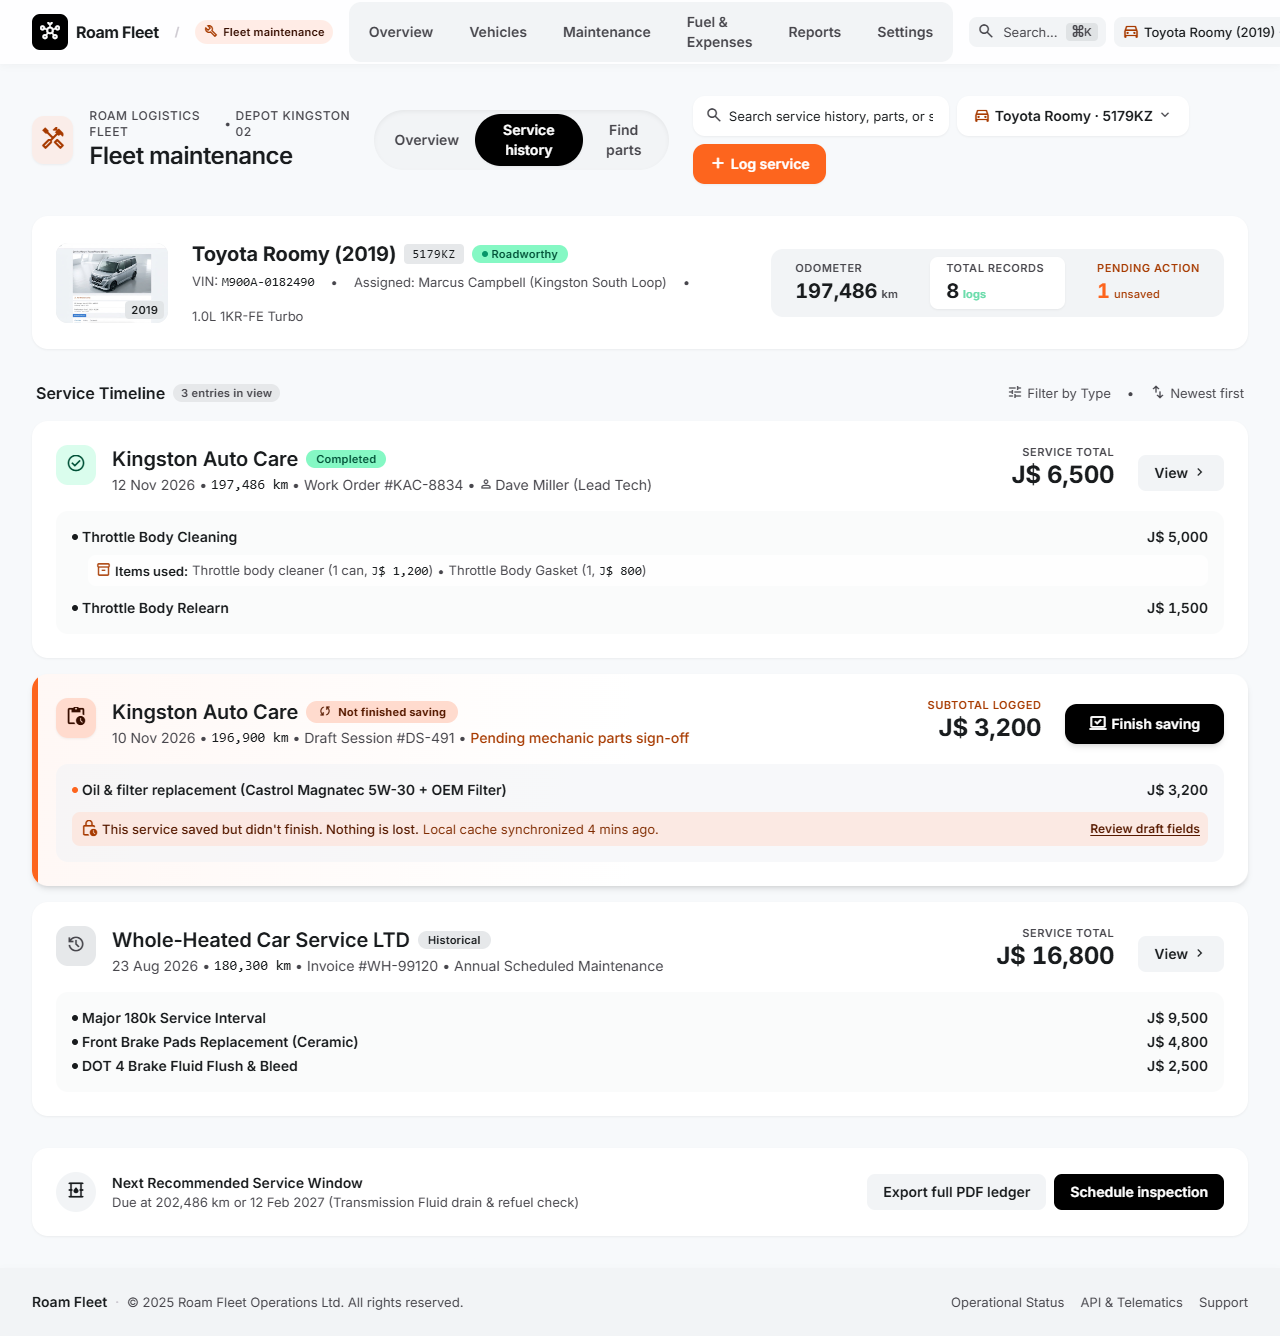 Roam Fleet / Fleet maintenance
Overview Vehicles Maintenance Fuel & Expenses Reports Settings
Search... ⌘K Toyota Roomy (2019)
ROAM LOGISTICS FLEET • DEPOT KINGSTON 02
Fleet maintenance
Overview Service history Find parts
Search service history, parts, or s
Toyota Roomy · 5179KZ
+ Log service
2019
Toyota Roomy (2019) 5179KZ • Roadworthy
VIN: M900A-0182490 • Assigned: Marcus Campbell (Kingston South Loop) •
1.0L 1KR-FE Turbo
ODOMETER
197,486 km
TOTAL RECORDS
8 logs
PENDING ACTION
1 unsaved
Service Timeline 3 entries in view
Filter by Type • Newest first
Kingston Auto Care Completed
12 Nov 2026 • 197,486 km • Work Order #KAC-8834 • Dave Miller (Lead Tech)
SERVICE TOTAL
J$ 6,500
View
• Throttle Body Cleaning J$ 5,000
Items used: Throttle body cleaner (1 can, J$ 1,200) • Throttle Body Gasket (1, J$ 800)
• Throttle Body Relearn J$ 1,500
Kingston Auto Care Not finished saving
10 Nov 2026 • 196,900 km • Draft Session #DS-491 • Pending mechanic parts sign-off
SUBTOTAL LOGGED
J$ 3,200
Finish saving
• Oil & filter replacement (Castrol Magnatec 5W-30 + OEM Filter) J$ 3,200
This service saved but didn't finish. Nothing is lost. Local cache synchronized 4 mins ago. Review draft fields
Whole-Heated Car Service LTD Historical
23 Aug 2026 • 180,300 km • Invoice #WH-99120 • Annual Scheduled Maintenance
SERVICE TOTAL
J$ 16,800
View
• Major 180k Service Interval J$ 9,500
• Front Brake Pads Replacement (Ceramic) J$ 4,800
• DOT 4 Brake Fluid Flush & Bleed J$ 2,500
Next Recommended Service Window
Due at 202,486 km or 12 Feb 2027 (Transmission Fluid drain & refuel check)
Export full PDF ledger Schedule inspection
Roam Fleet · © 2025 Roam Fleet Operations Ltd. All rights reserved.
Operational Status API & Telematics Support